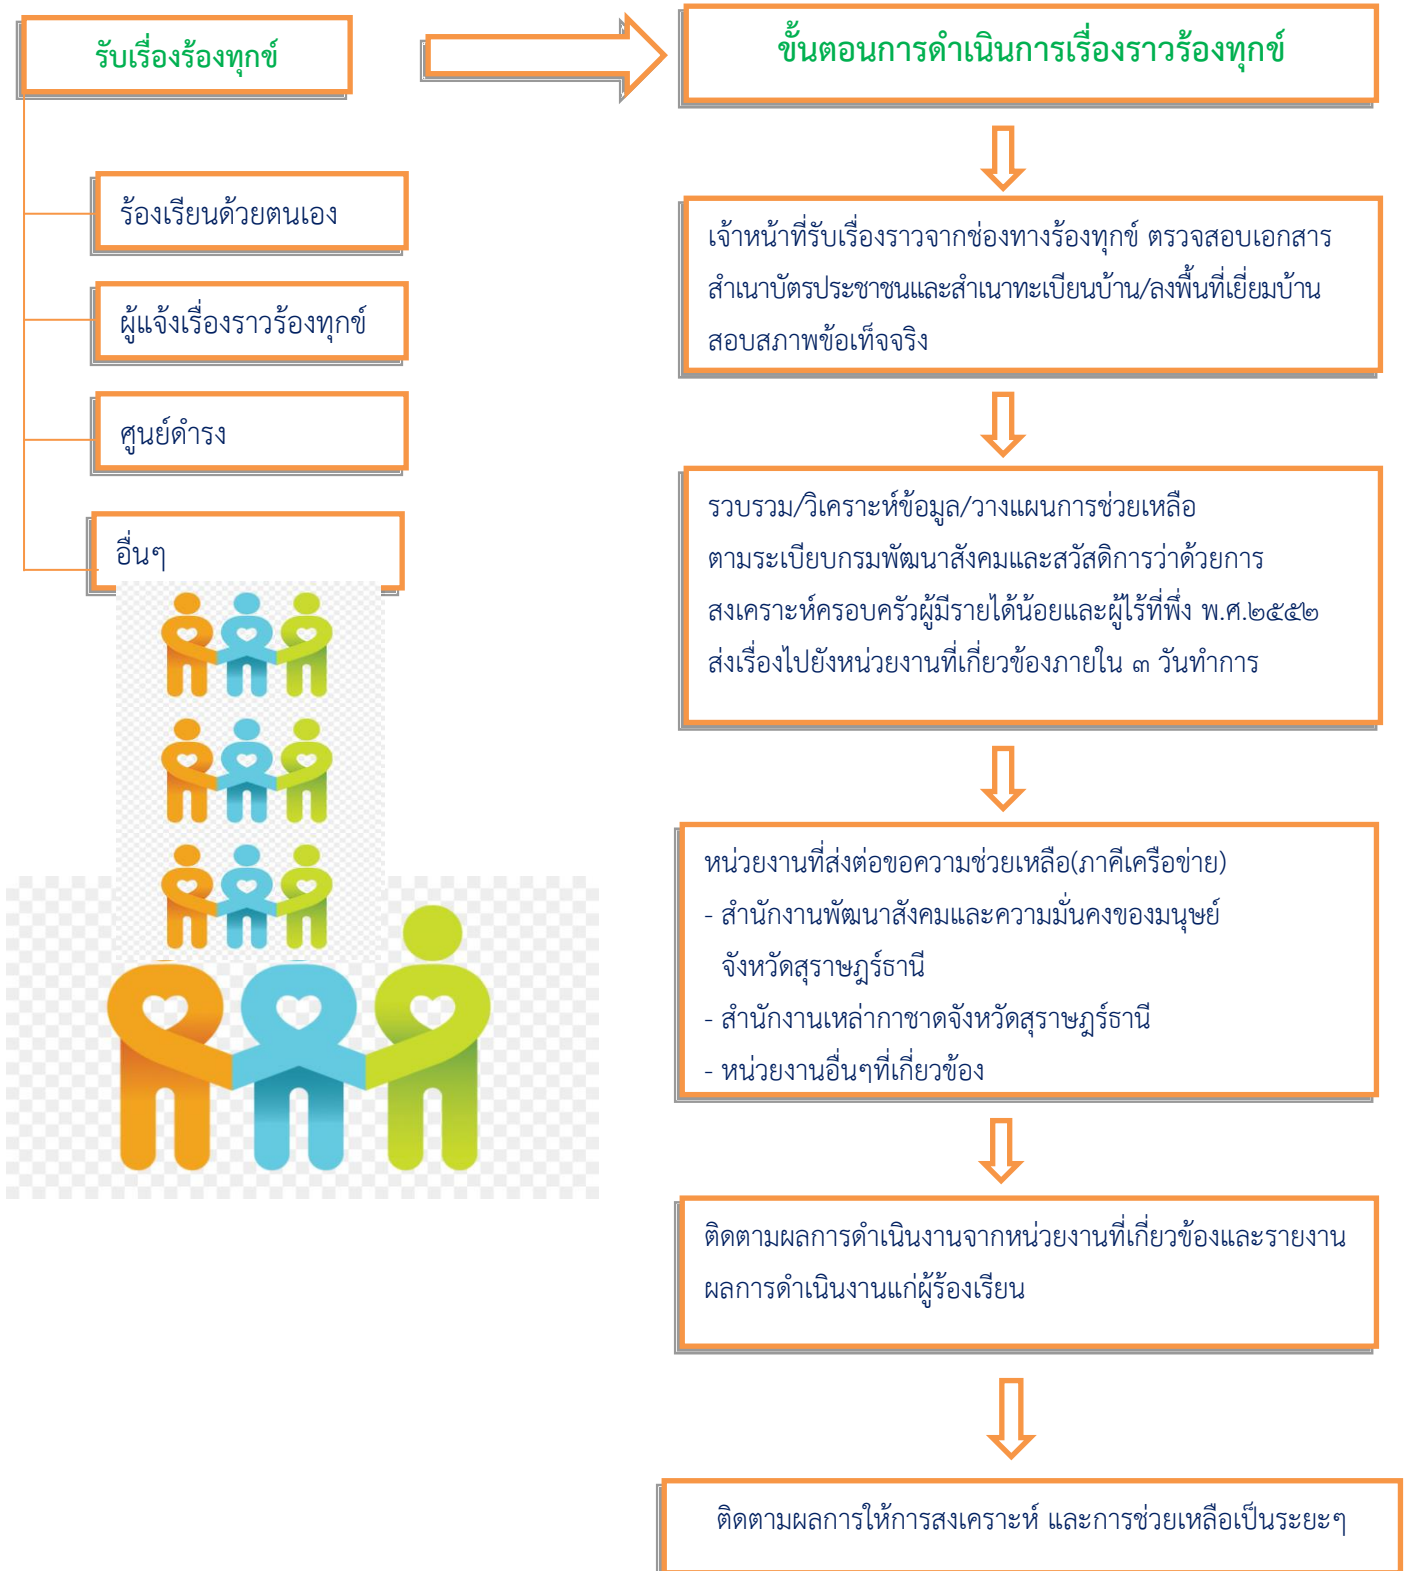 รับเรื่องร้องทุกข์
ร้องเรียนด้วยตนเอง
ผู้แจ้งเรื่องราวร้องทุกข์
ศูนย์ดำรง
อื่นๆ
ขั้นตอนการดำเนินการเรื่องราวร้องทุกข์
เจ้าหน้าที่รับเรื่องราวจากช่องทางร้องทุกข์ ตรวจสอบเอกสาร
สำเนาบัตรประชาชนและสำเนาทะเบียนบ้าน/ลงพื้นที่เยี่ยมบ้าน
สอบสภาพข้อเท็จจริง
รวบรวม/วิเคราะห์ข้อมูล/วางแผนการช่วยเหลือ
ตามระเบียบกรมพัฒนาสังคมและสวัสดิการว่าด้วยการ
สงเคราะห์ครอบครัวผู้มีรายได้น้อยและผู้ไร้ที่พึ่ง พ.ศ.๒๕๕๒
ส่งเรื่องไปยังหน่วยงานที่เกี่ยวข้องภายใน ๓ วันทำการ
หน่วยงานที่ส่งต่อขอความช่วยเหลือ(ภาคีเครือข่าย)
- สำนักงานพัฒนาสังคมและความมั่นคงของมนุษย์
จังหวัดสุราษฎร์ธานี
- สำนักงานเหล่ากาชาดจังหวัดสุราษฎร์ธานี
- หน่วยงานอื่นๆที่เกี่ยวข้อง
ติดตามผลการดำเนินงานจากหน่วยงานที่เกี่ยวข้องและรายงาน
ผลการดำเนินงานแก่ผู้ร้องเรียน
ติดตามผลการให้การสงเคราะห์ และการช่วยเหลือเป็นระยะๆ